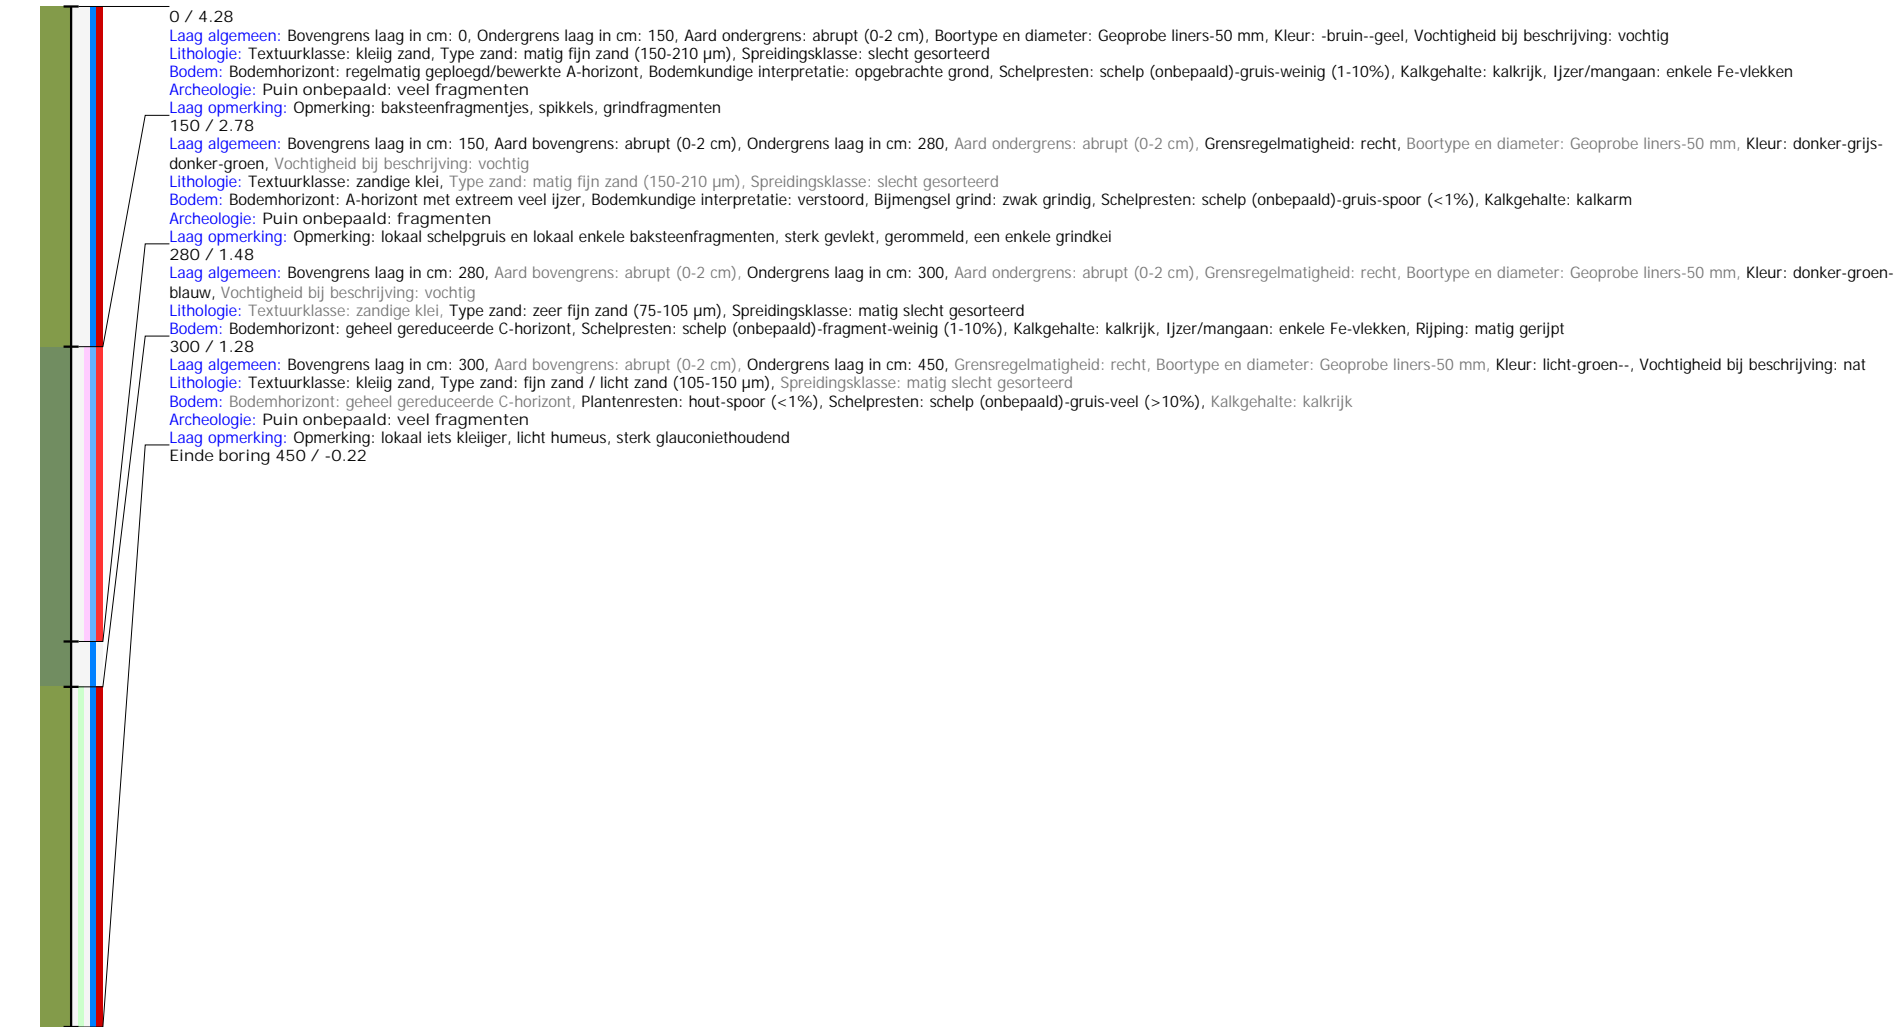 0 / 4.28
Laag algemeen: Bovengrens laag in cm: 0, Ondergrens laag in cm: 150, Aard ondergrens: abrupt (0-2 cm), Boortype en diameter: Geoprobe liners-50 mm, Kleur: -bruin--geel, Vochtigheid bij beschrijving: vochtig
Lithologie: Textuurklasse: kleiig zand, Type zand: matig fijn zand (150-210 µm), Spreidingsklasse: slecht gesorteerd
Bodem: Bodemhorizont: regelmatig geploegd/bewerkte A-horizont, Bodemkundige interpretatie: opgebrachte grond, Schelpresten: schelp (onbepaald)-gruis-weinig (1-10%), Kalkgehalte: kalkrijk, Ijzer/mangaan: enkele Fe-vlekken
Archeologie: Puin onbepaald: veel fragmenten
Laag opmerking: Opmerking: baksteenfragmentjes, spikkels, grindfragmenten
150 / 2.78
Laag algemeen: Bovengrens laag in cm: 150, Aard bovengrens: abrupt (0-2 cm), Ondergrens laag in cm: 280, Aard ondergrens: abrupt (0-2 cm), Grensregelmatigheid: recht, Boortype en diameter: Geoprobe liners-50 mm, Kleur: donker-grijs-
donker-groen, Vochtigheid bij beschrijving: vochtig
Lithologie: Textuurklasse: zandige klei, Type zand: matig fijn zand (150-210 µm), Spreidingsklasse: slecht gesorteerd
Bodem: Bodemhorizont: A-horizont met extreem veel ijzer, Bodemkundige interpretatie: verstoord, Bijmengsel grind: zwak grindig, Schelpresten: schelp (onbepaald)-gruis-spoor (<1%), Kalkgehalte: kalkarm
Archeologie: Puin onbepaald: fragmenten
Laag opmerking: Opmerking: lokaal schelpgruis en lokaal enkele baksteenfragmenten, sterk gevlekt, gerommeld, een enkele grindkei
280 / 1.48
Laag algemeen: Bovengrens laag in cm: 280, Aard bovengrens: abrupt (0-2 cm), Ondergrens laag in cm: 300, Aard ondergrens: abrupt (0-2 cm), Grensregelmatigheid: recht, Boortype en diameter: Geoprobe liners-50 mm, Kleur: donker-groen-
blauw, Vochtigheid bij beschrijving: vochtig
Lithologie: Textuurklasse: zandige klei, Type zand: zeer fijn zand (75-105 µm), Spreidingsklasse: matig slecht gesorteerd
Bodem: Bodemhorizont: geheel gereduceerde C-horizont, Schelpresten: schelp (onbepaald)-fragment-weinig (1-10%), Kalkgehalte: kalkrijk, Ijzer/mangaan: enkele Fe-vlekken, Rijping: matig gerijpt
300 / 1.28
Laag algemeen: Bovengrens laag in cm: 300, Aard bovengrens: abrupt (0-2 cm), Ondergrens laag in cm: 450, Grensregelmatigheid: recht, Boortype en diameter: Geoprobe liners-50 mm, Kleur: licht-groen--, Vochtigheid bij beschrijving: nat
Lithologie: Textuurklasse: kleiig zand, Type zand: fijn zand / licht zand (105-150 µm), Spreidingsklasse: matig slecht gesorteerd
Bodem: Bodemhorizont: geheel gereduceerde C-horizont, Plantenresten: hout-spoor (<1%), Schelpresten: schelp (onbepaald)-gruis-veel (>10%), Kalkgehalte: kalkrijk
Archeologie: Puin onbepaald: veel fragmenten
Laag opmerking: Opmerking: lokaal iets kleiiger, licht humeus, sterk glauconiethoudend
Einde boring 450 / -0.22